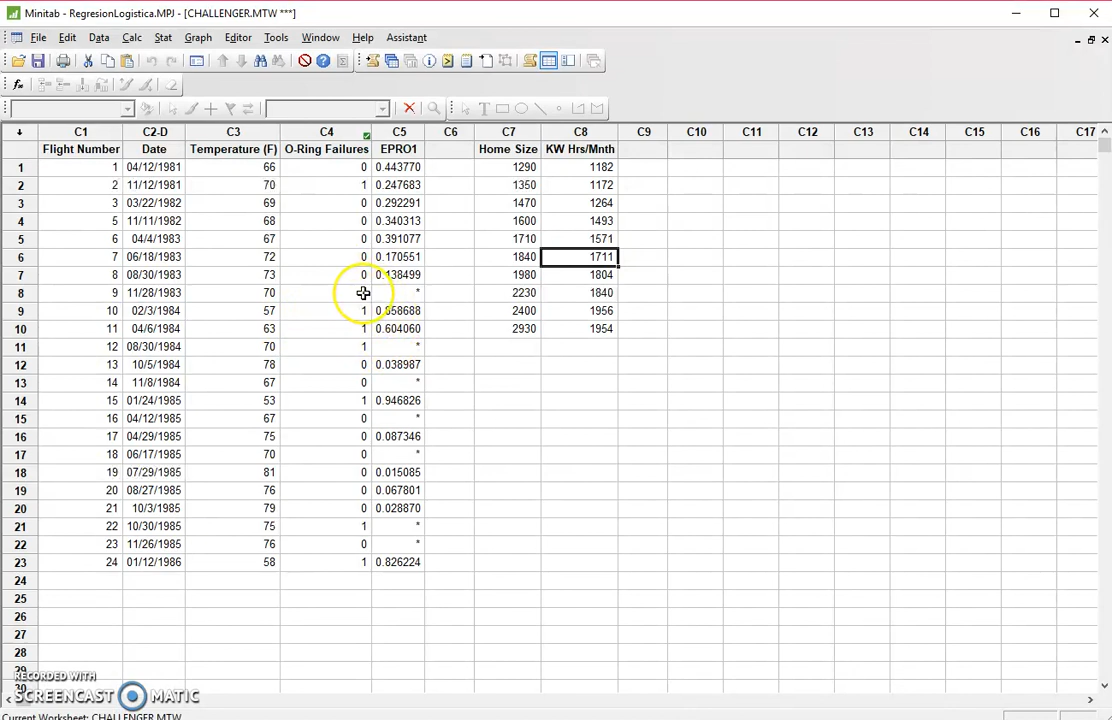 Minitab - RegresionLogistica.MPJ - [CHALLENGER.MTW ***]
File Edit Data Calc Stat Graph Editor Tools Window Help Assistant
C1 C2-D C3 C4 C5 C6 C7 C8 C9 C10 C11 C12 C13 C14 C15 C16 C17
Flight Number Date Temperature (F) O-Ring Failures EPRO1 Home Size KW Hrs/Mnth
1 1 04/12/1981 66 0 0.443770 1290 1182
2 2 11/12/1981 70 1 0.247683 1350 1172
3 3 03/22/1982 69 0 0.292291 1470 1264
4 5 11/11/1982 68 0 0.340313 1600 1493
5 6 04/4/1983 67 0 0.391077 1710 1571
6 7 06/18/1983 72 0 0.170551 1840 1711
7 8 08/30/1983 73 0 0.138499 1980 1804
8 9 11/28/1983 70 * 2230 1840
9 10 02/3/1984 57 1 0.858688 2400 1956
10 11 04/6/1984 63 1 0.604060 2930 1954
11 12 08/30/1984 70 1 *
12 13 10/5/1984 78 0 0.038987
13 14 11/8/1984 67 0 *
14 15 01/24/1985 53 1 0.946826
15 16 04/12/1985 67 0 *
16 17 04/29/1985 75 0 0.087346
17 18 06/17/1985 70 0 *
18 19 07/29/1985 81 0 0.015085
19 20 08/27/1985 76 0 0.067801
20 21 10/3/1985 79 0 0.028870
21 22 10/30/1985 75 1 *
22 23 11/26/1985 76 0 *
23 24 01/12/1986 58 1 0.826224
24
25
26
27
28
29
30
RECORDED WITH
SCREENCAST MATIC
Current Worksheet: CHALLENGER.MTW